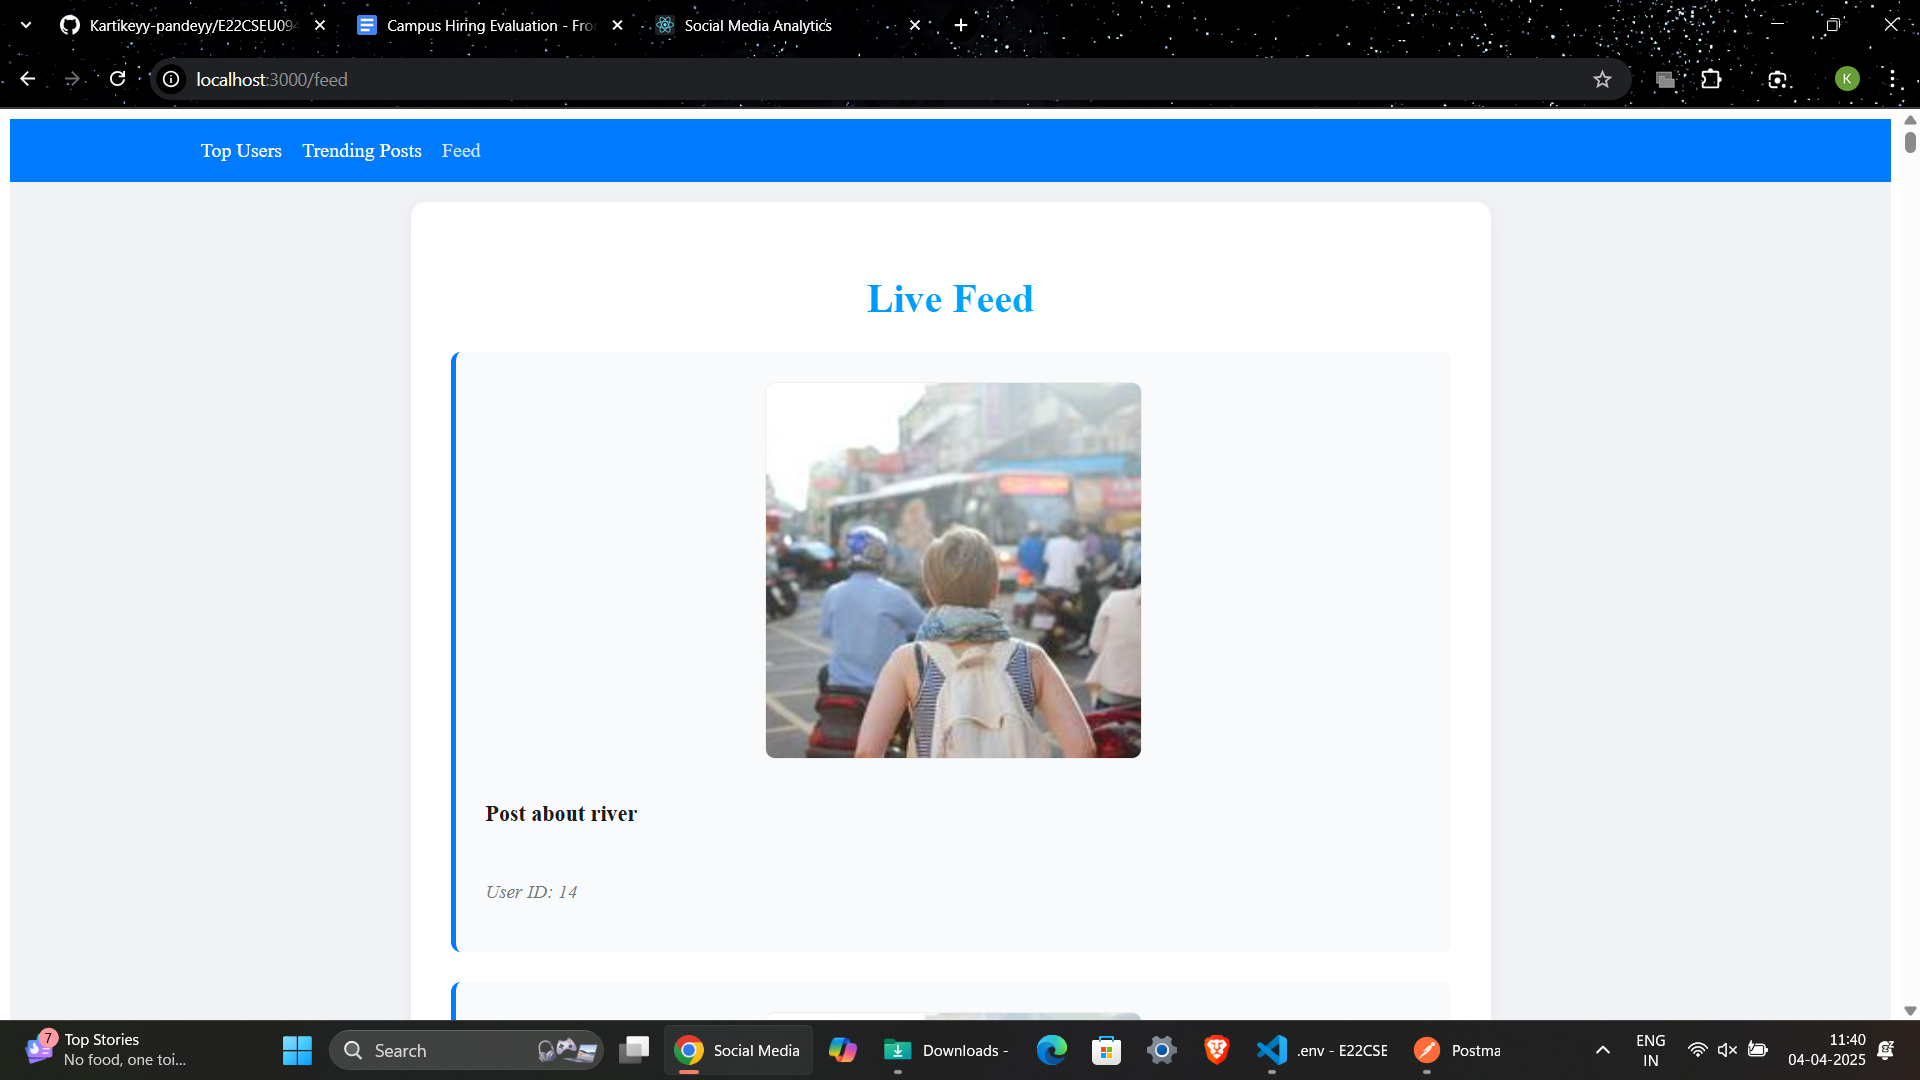 Kartikeyy-pandeyy/E22CSEU094
Campus Hiring Evaluation - Fro
Social Media Analytics
localhost:3000/feed
K
Top Users
Trending Posts
Feed
Live Feed
Post about river
User ID: 14
7
Top Stories
No food, one toi...
Search
Social Media
Downloads -
.env - E22CSE
Postma
ENG
IN
11:40
04-04-2025